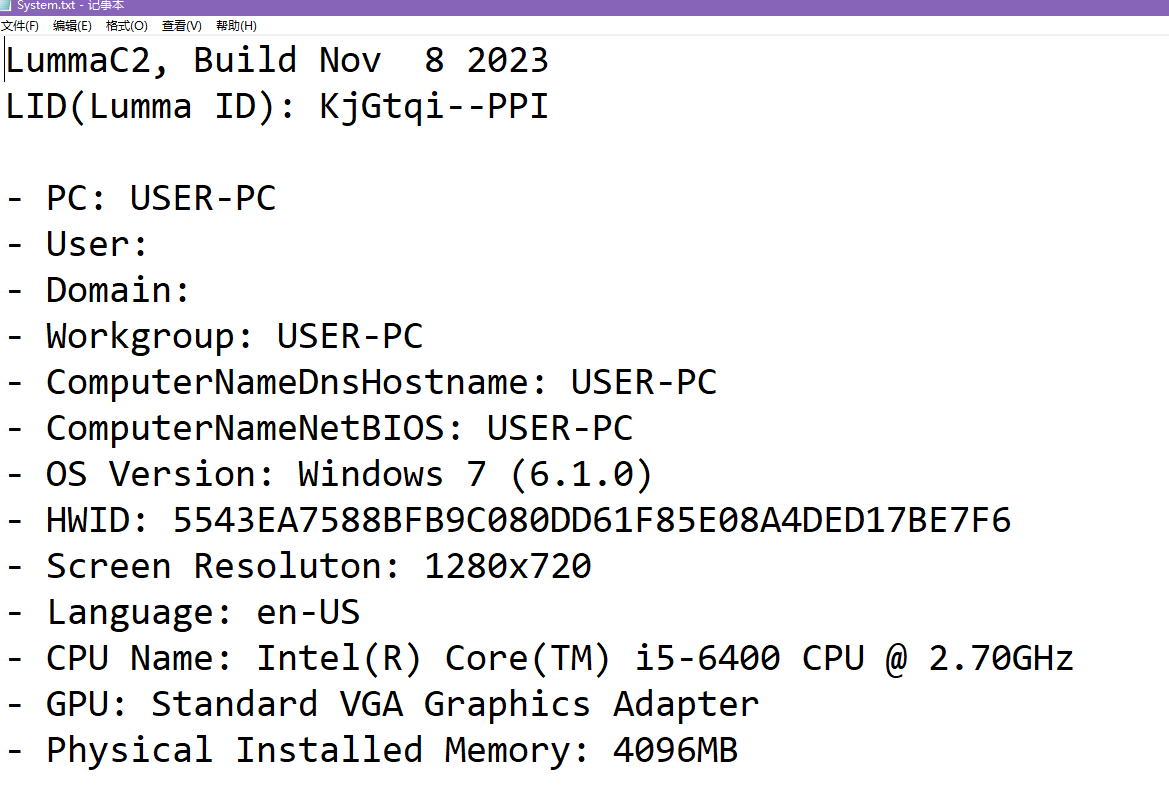 System.txt - 记事本
文件(F) 编辑(E) 格式(O) 查看(V) 帮助(H)
LummaC2, Build Nov  8 2023
LID(Lumma ID): KjGtqi--PPI
- PC: USER-PC
- User:
- Domain:
- Workgroup: USER-PC
- ComputerNameDnsHostname: USER-PC
- ComputerNameNetBIOS: USER-PC
- OS Version: Windows 7 (6.1.0)
- HWID: 5543EA7588BFB9C080DD61F85E08A4DED17BE7F6
- Screen Resoluton: 1280x720
- Language: en-US
- CPU Name: Intel(R) Core(TM) i5-6400 CPU @ 2.70GHz
- GPU: Standard VGA Graphics Adapter
- Physical Installed Memory: 4096MB